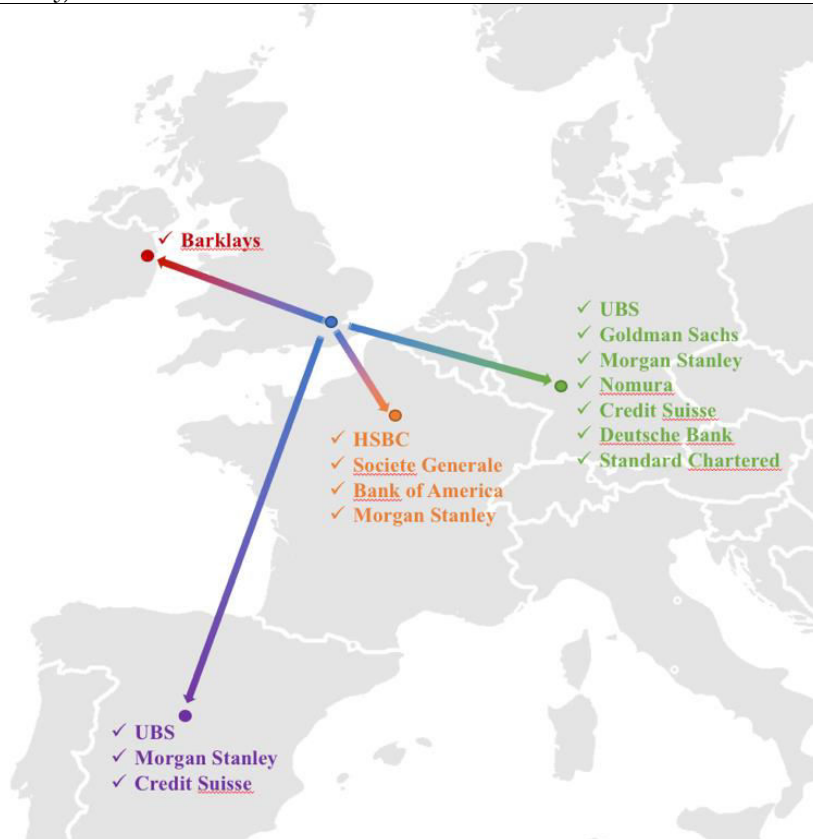 ✓ Barklays
✓ UBS
✓ Goldman Sachs
✓ Morgan Stanley
✓ Nomura
✓ Credit Suisse
✓ Deutsche Bank
✓ Standard Chartered
✓ HSBC
✓ Societe Generale
✓ Bank of America
✓ Morgan Stanley
✓ UBS
✓ Morgan Stanley
✓ Credit Suisse